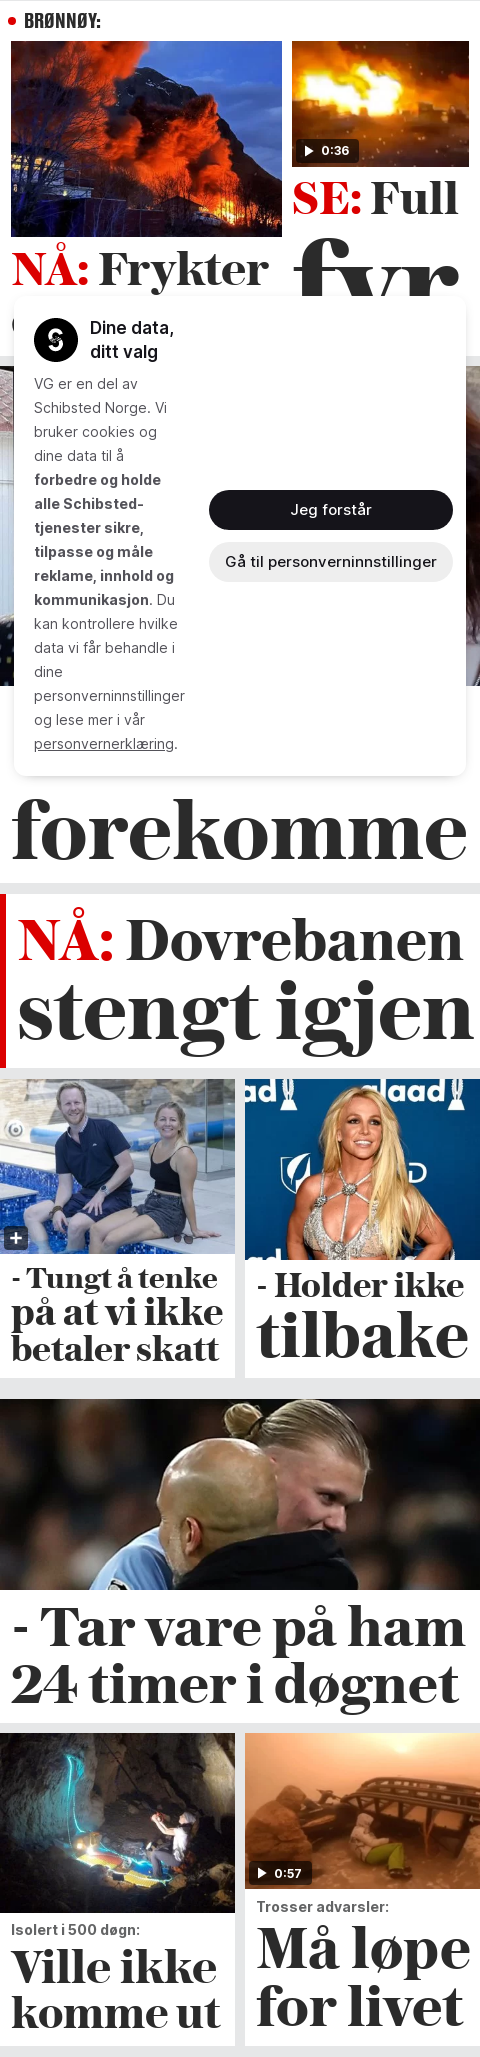 BRØNNØY:
0:36
NÅ: Frykter
SE: Full
fyr
Dine data,
ditt valg
VG er en del av
Schibsted Norge. Vi
bruker cookies og
dine data til å
forbedre og holde
alle Schibsted-
tjenester sikre,
tilpasse og måle
reklame, innhold og
kommunikasjon. Du
kan kontrollere hvilke
data vi får behandle i
dine
personverninnstillinger
og lese mer i vår
personvernerklæring.
Jeg forstår
Gå til personverninnstillinger
forekomme
NÅ: Dovrebanen
stengt igjen
- Tungt å tenke
på at vi ikke
betaler skatt
glaad
- Holder ikke
tilbake
- Tar vare på ham
24 timer i døgnet
Isolert i 500 døgn:
Ville ikke
komme ut
0:57
Trosser advarsler:
Må løpe
for livet